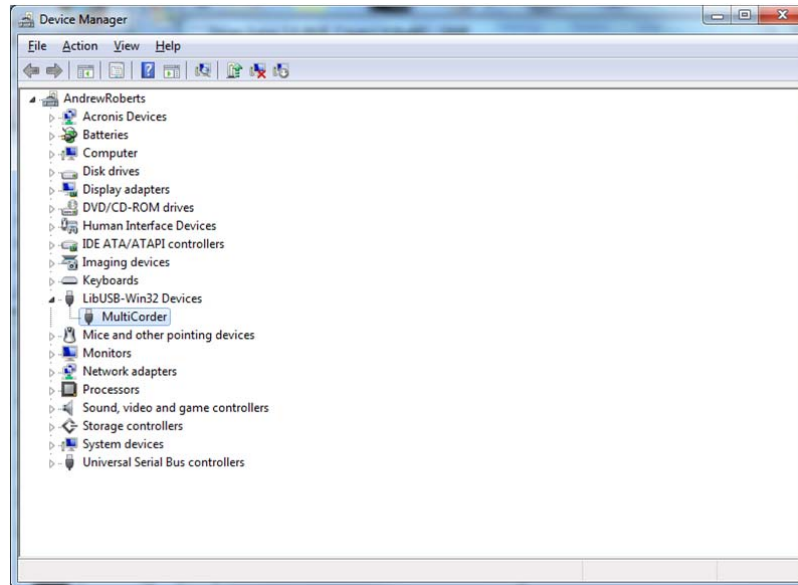 Device Manager
File Action View Help
AndrewRoberts
Acronis Devices
Batteries
Computer
Disk drives
Display adapters
DVD/CD-ROM drives
Human Interface Devices
IDE ATA/ATAPI controllers
Imaging devices
Keyboards
LibUSB-Win32 Devices
MultiCorder
Mice and other pointing devices
Monitors
Network adapters
Processors
Sound, video and game controllers
Storage controllers
System devices
Universal Serial Bus controllers